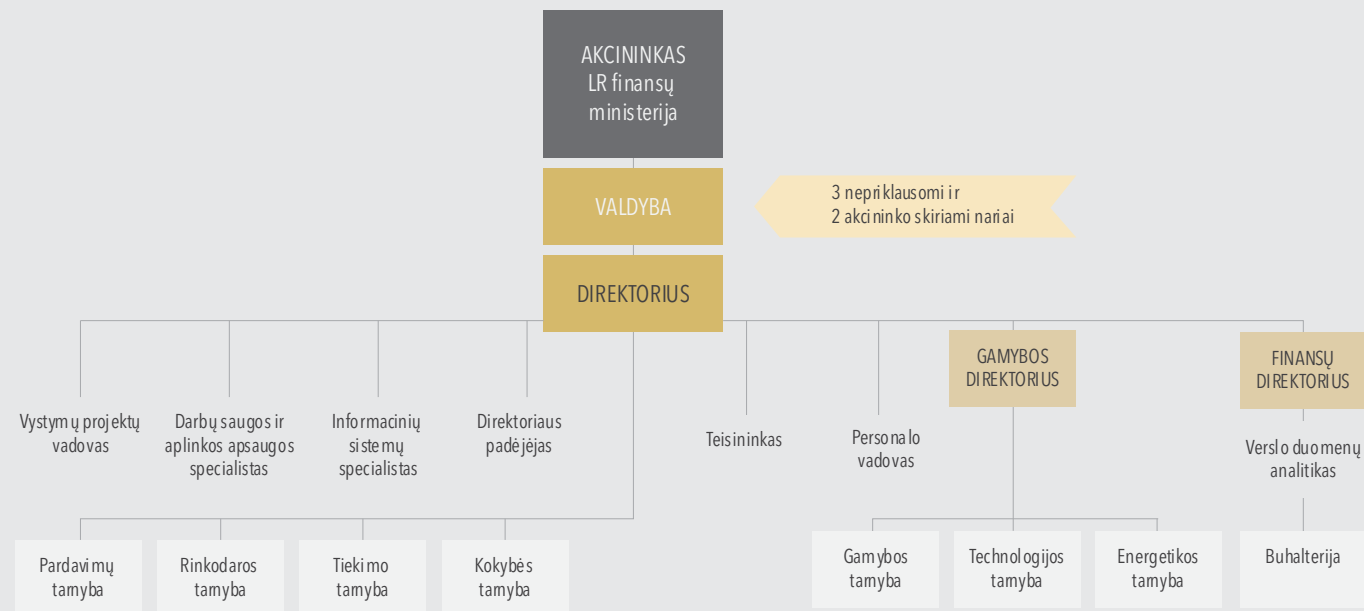 AKCININKAS
LR finansų
ministerija
VALDYBA
3 nepriklausomi ir
2 akcininko skiriami nariai
DIREKTORIUS
GAMYBOS
DIREKTORIUS
FINANSŲ
DIREKTORIUS
Vystymų projektų
vadovas
Darbų saugos ir
aplinkos apsaugos
specialistas
Informacinių
sistemų
specialistas
Direktoriaus
padėjėjas
Teisininkas
Personalo
vadovas
Verslo duomenų
analitikas
Pardavimų
tarnyba
Rinkodaros
tarnyba
Tiekimo
tarnyba
Kokybės
tarnyba
Gamybos
tarnyba
Technologijos
tarnyba
Energetikos
tarnyba
Buhalterija